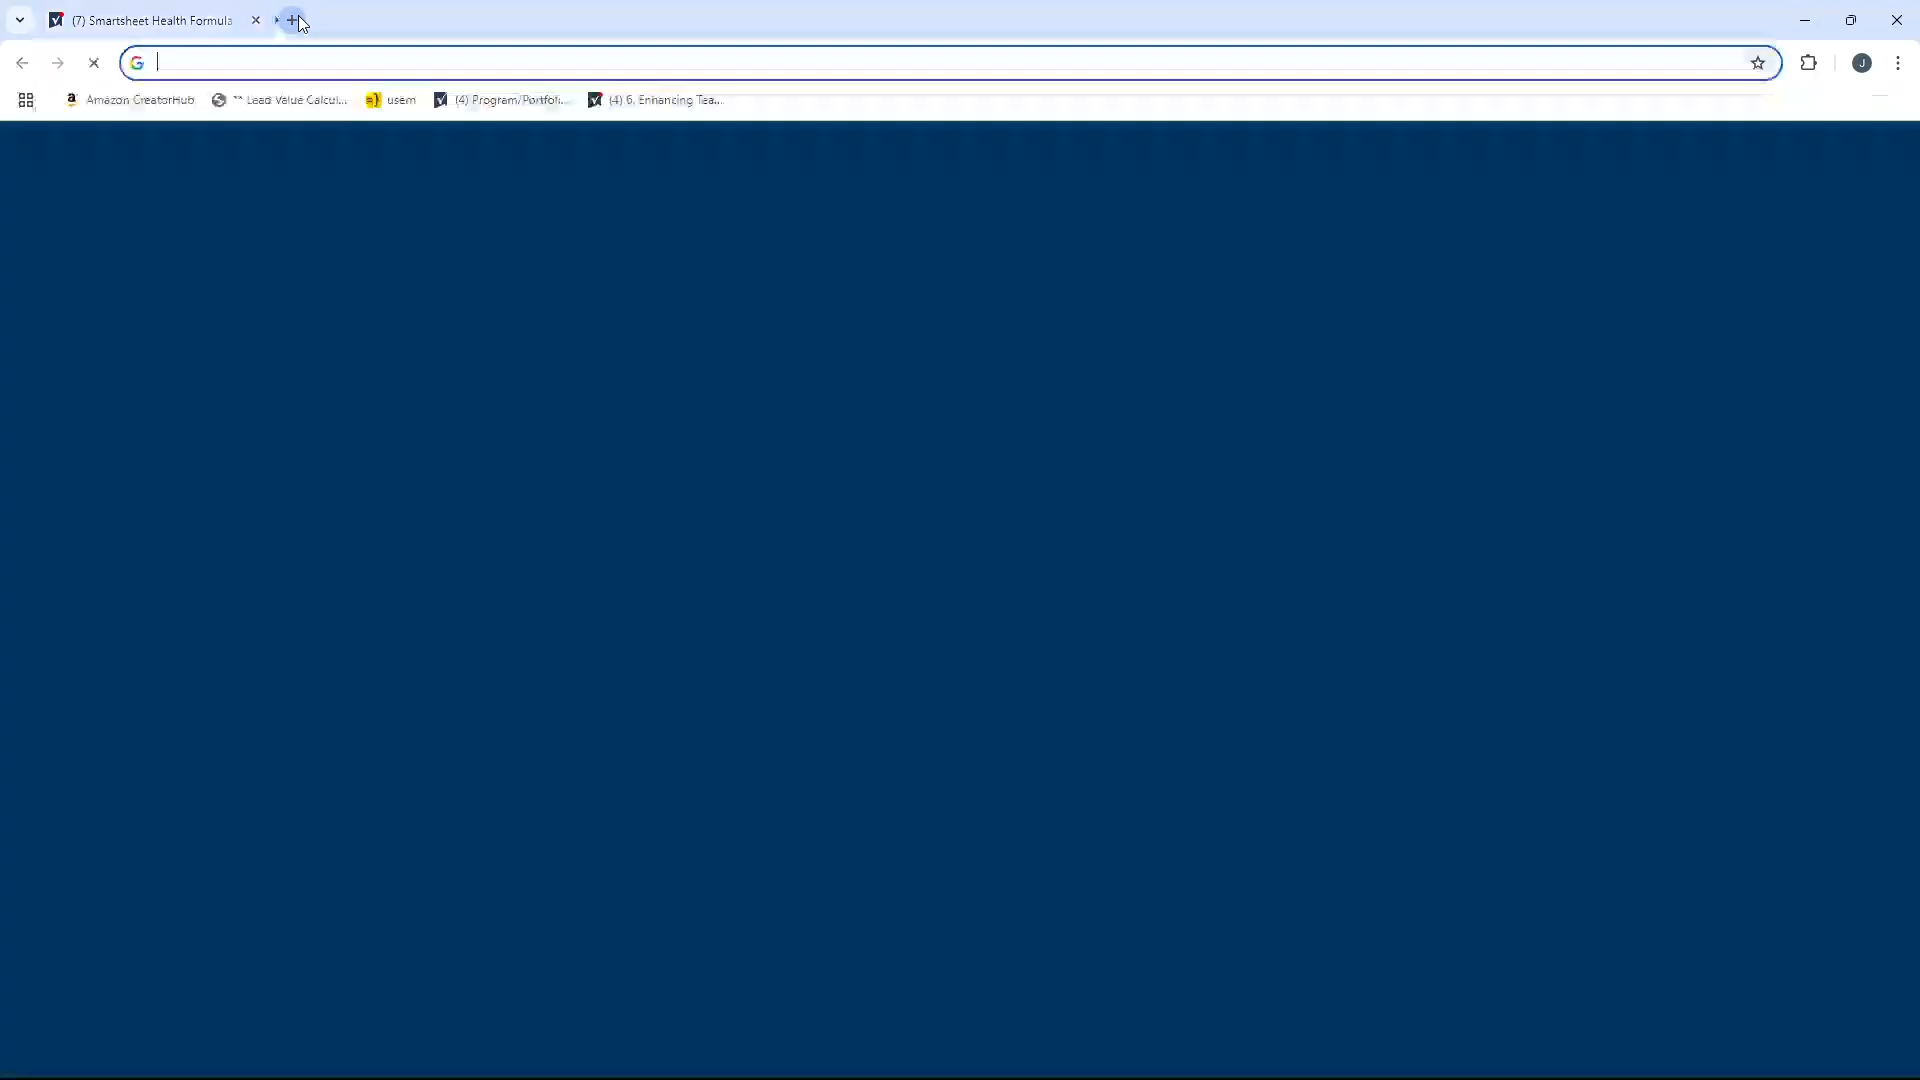 (7) Smartsheet Health Formula
Amazon CreatorHub
** Lead Value Calcul...
usem
(4) Program/Portfoli...
(4) 6. Enhancing Tea...
J